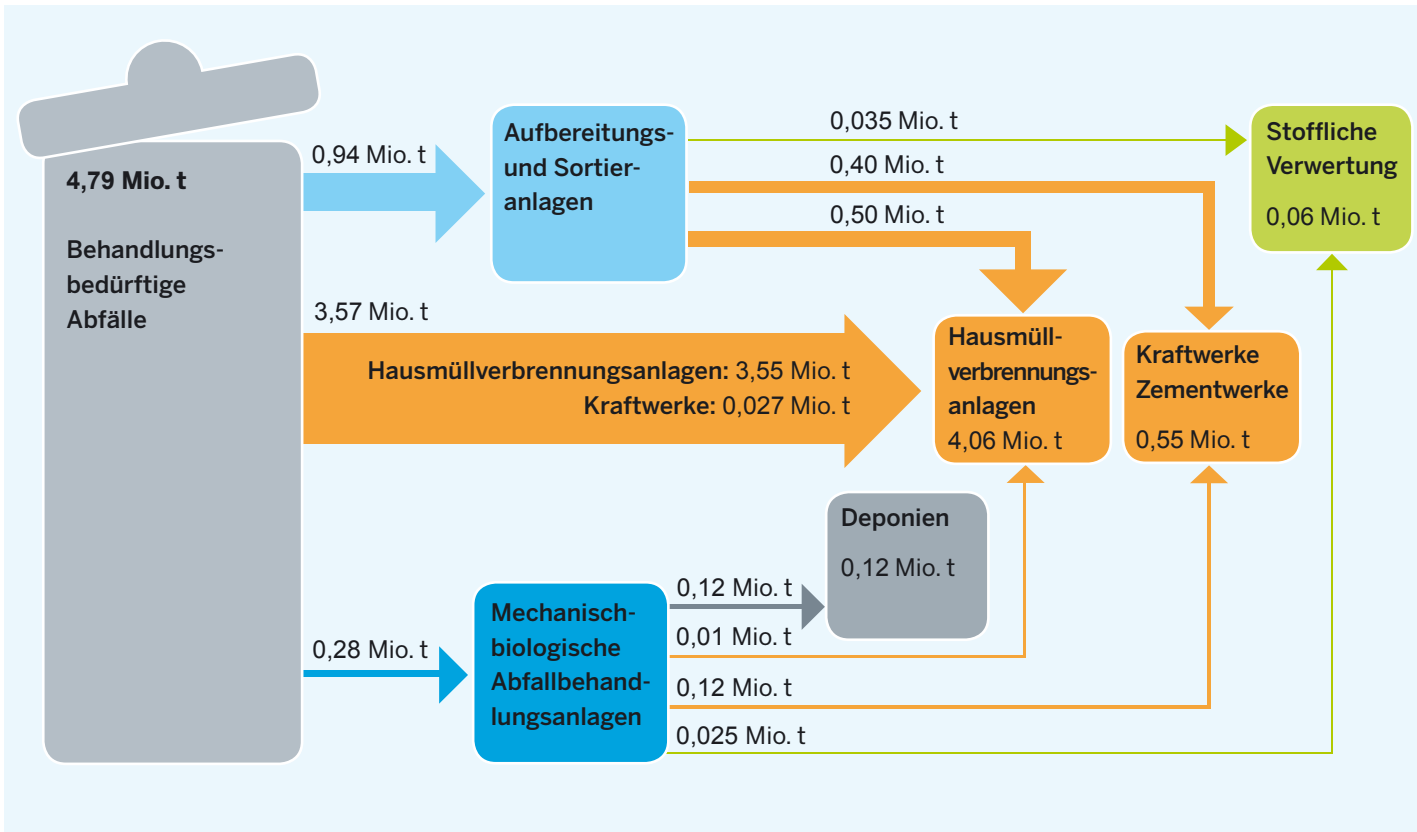 4,79 Mio. t
Behandlungs-
bedürftige
Abfälle
0,94 Mio. t
Aufbereitungs-
und Sortier-
anlagen
0,035 Mio. t
0,40 Mio. t
0,50 Mio. t
Stoffliche
Verwertung
0,06 Mio. t
3,57 Mio. t
Hausmüllverbrennungsanlagen: 3,55 Mio. t
Kraftwerke: 0,027 Mio. t
Hausmüll-
verbrennungs-
anlagen
4,06 Mio. t
Kraftwerke
Zementwerke
0,55 Mio. t
Deponien
0,12 Mio. t
0,28 Mio. t
Mechanisch-
biologische
Abfallbehand-
lungsanlagen
0,12 Mio. t
0,01 Mio. t
0,12 Mio. t
0,025 Mio. t